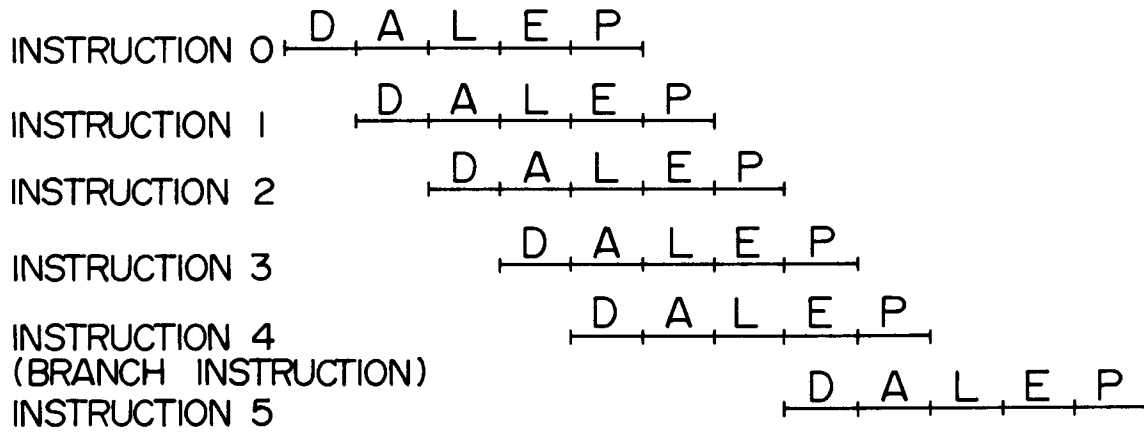 INSTRUCTION 0 D A L E P
INSTRUCTION 1 D A L E P
INSTRUCTION 2 D A L E P
INSTRUCTION 3 D A L E P
INSTRUCTION 4 D A L E P
(BRANCH INSTRUCTION)
INSTRUCTION 5 D A L E P